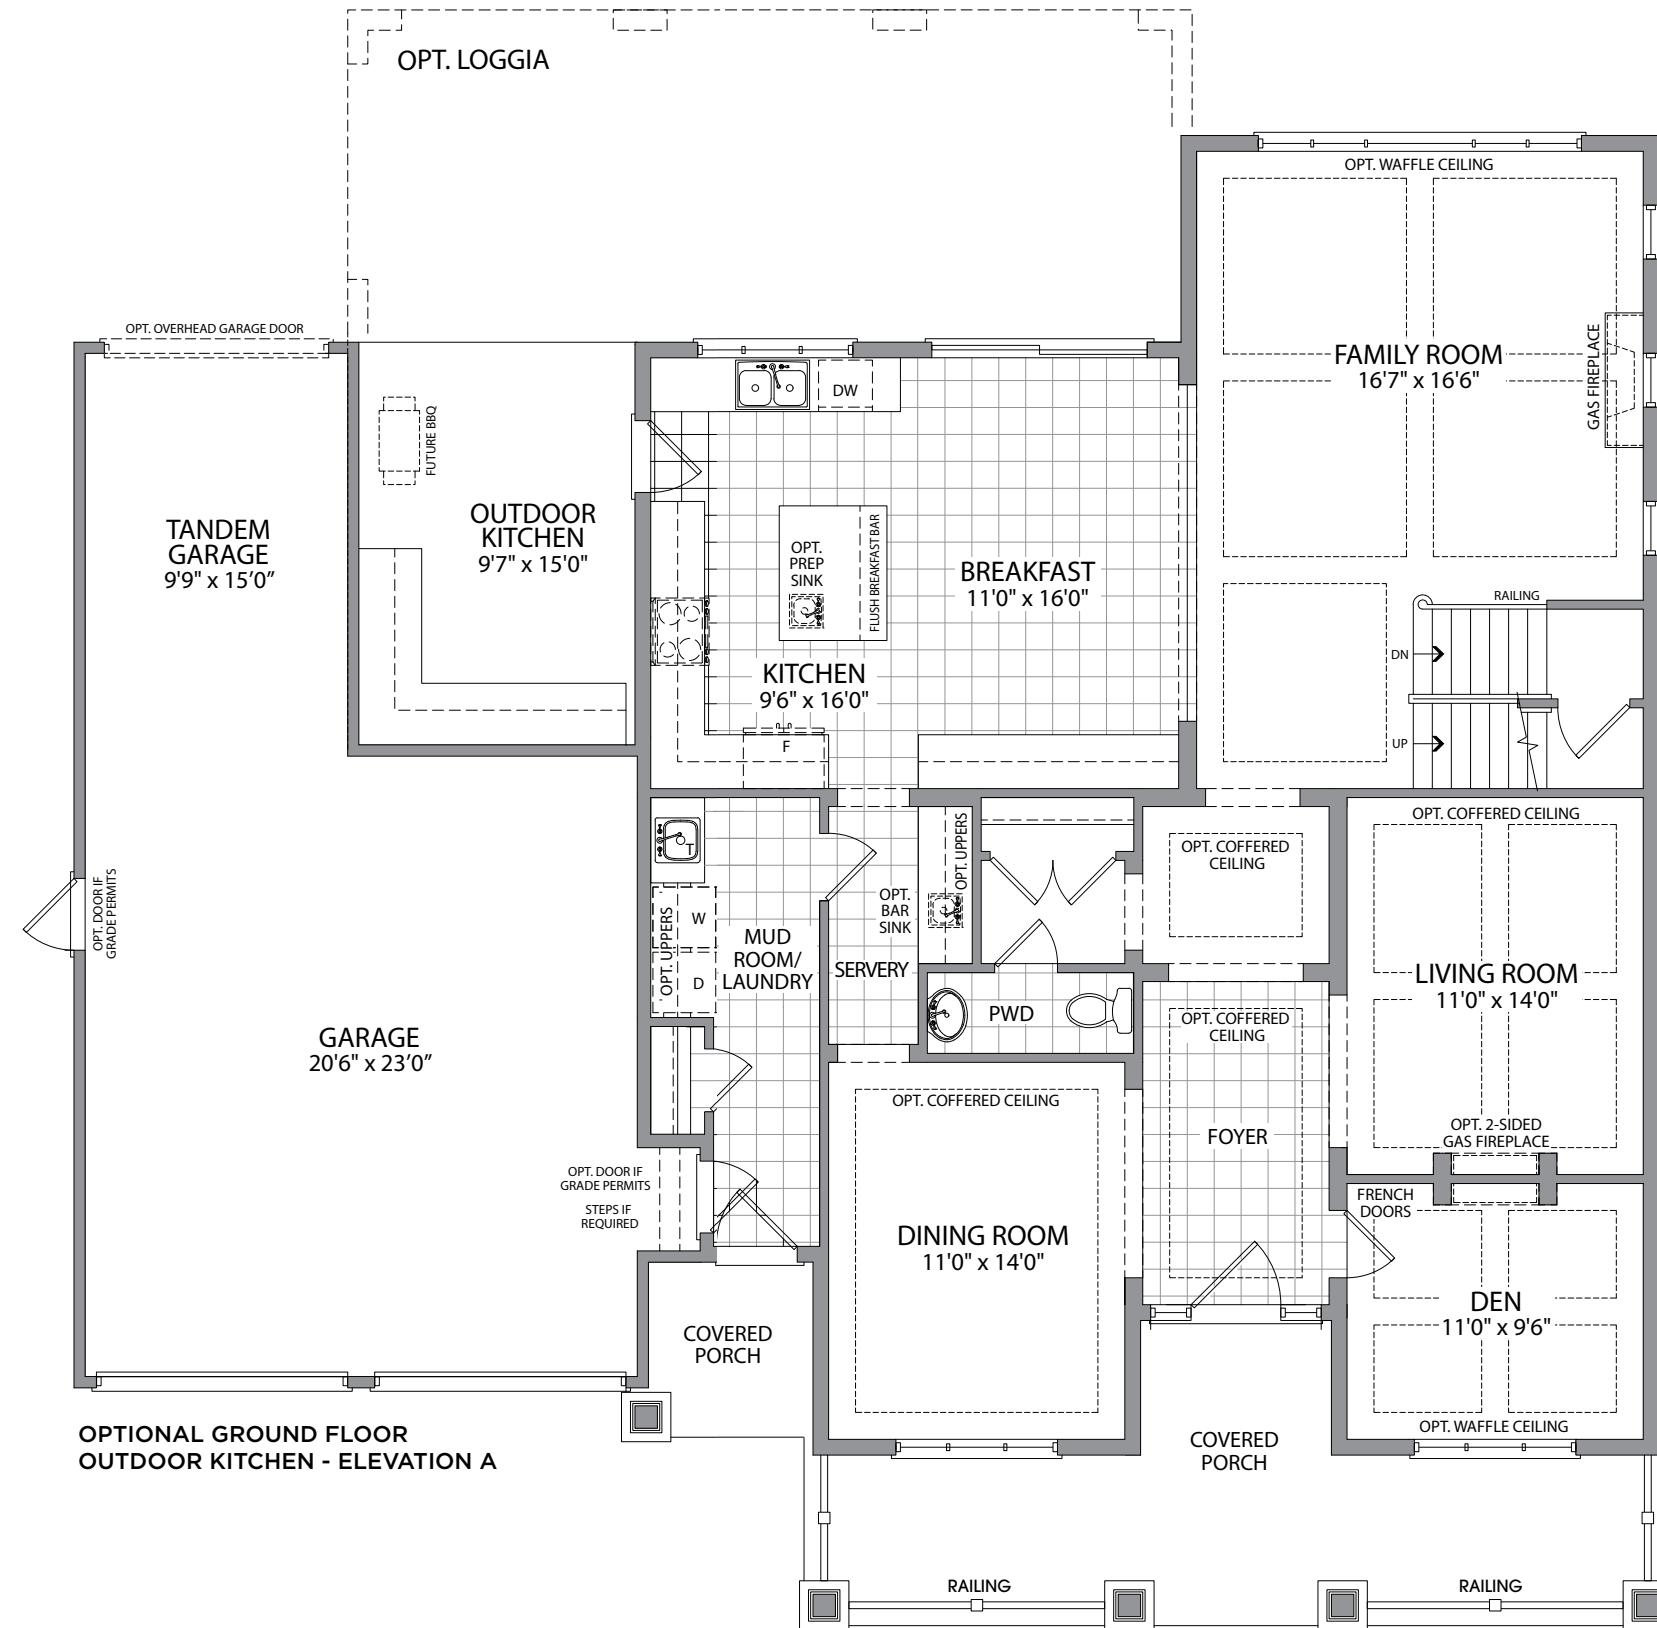 OPT. LOGGIA
OPT. WAFFLE CEILING
OPT. OVERHEAD GARAGE DOOR
FAMILY ROOM
16'7" x 16'6"
GAS FIREPLACE
DW
FUTURE BBQ
TANDEM
GARAGE
9'9" x 15'0"
OUTDOOR
KITCHEN
9'7" x 15'0"
OPT.
PREP
SINK
FLUSH BREAKFAST BAR
BREAKFAST
11'0" x 16'0"
RAILING
DN
UP
KITCHEN
9'6" x 16'0"
F
OPT. COFFERED CEILING
OPT. COFFERED
CEILING
OPT. UPPERS
T
OPT.
BAR
SINK
OPT. DOOR IF
GRADE PERMITS
OPT. UPPERS
W
D
MUD
ROOM/
LAUNDRY
SERVERY
LIVING ROOM
11'0" x 14'0"
PWD
OPT. COFFERED
CEILING
GARAGE
20'6" x 23'0"
OPT. COFFERED CEILING
FOYER
OPT. 2-SIDED
GAS FIREPLACE
OPT. DOOR IF
GRADE PERMITS
STEPS IF
REQUIRED
FRENCH
DOORS
DINING ROOM
11'0" x 14'0"
DEN
11'0" x 9'6"
COVERED
PORCH
OPT. WAFFLE CEILING
OPTIONAL GROUND FLOOR
OUTDOOR KITCHEN - ELEVATION A
COVERED
PORCH
RAILING
RAILING